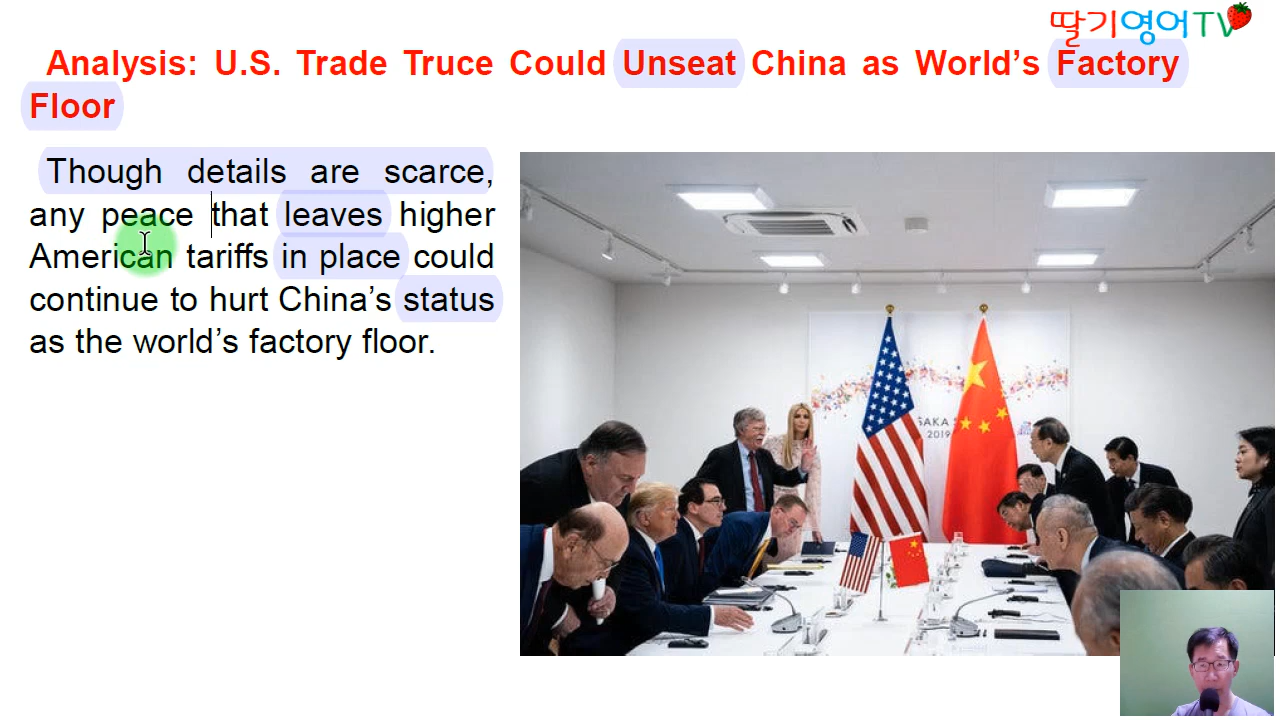 딸기영어TV
Analysis: U.S. Trade Truce Could Unseat China as World's Factory
Floor
Though details are scarce,
any peace that leaves higher
American tariffs in place could
continue to hurt China's status
as the world's factory floor.
2019